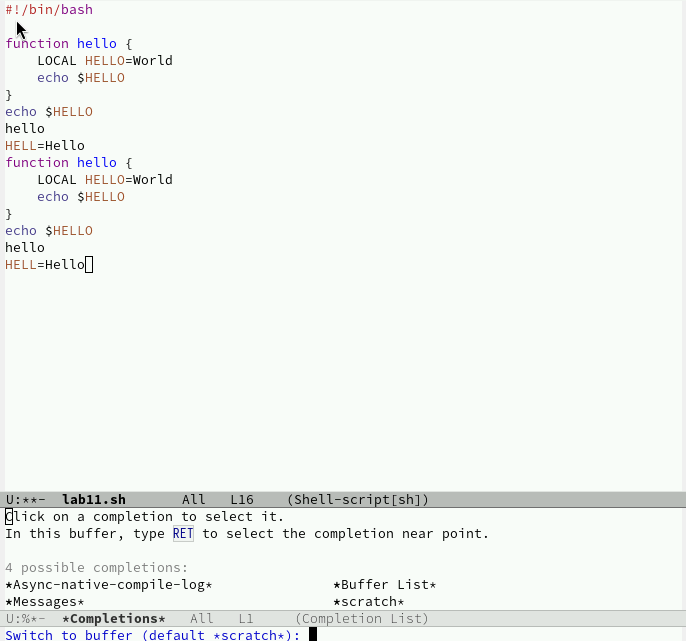 #!/bin/bash
function hello {
    LOCAL HELLO=World
    echo $HELLO
}
echo $HELLO
hello
HELL=Hello
function hello {
    LOCAL HELLO=World
    echo $HELLO
}
echo $HELLO
hello
HELL=Hello
U:**-  lab11.sh       All   L16    (Shell-script[sh])
Click on a completion to select it.
In this buffer, type RET to select the completion near point.
4 possible completions:
*Async-native-compile-log*               *Buffer List*
*Messages*                               *scratch*
U:%*-  *Completions*   All   L1     (Completion List)
Switch to buffer (default *scratch*):